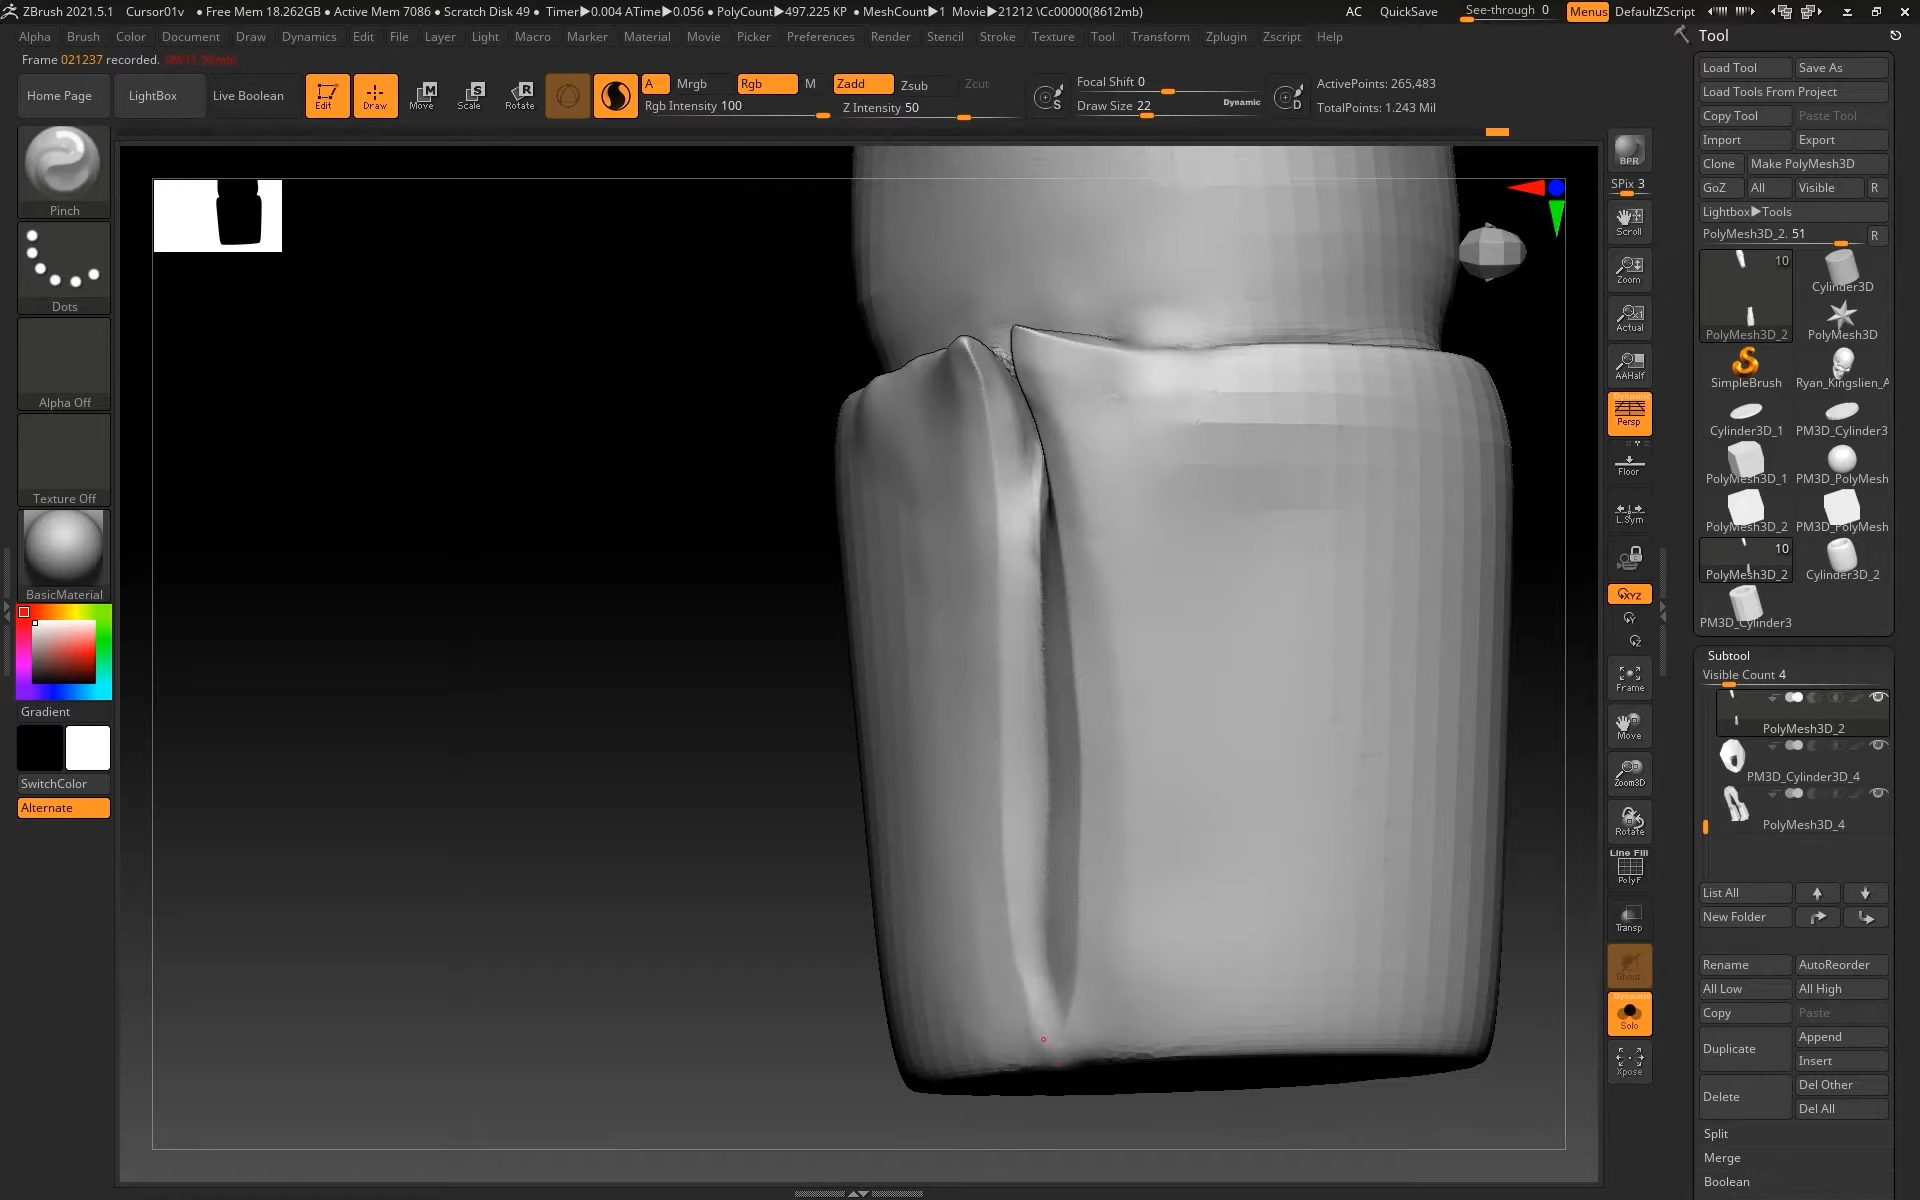 ZBrush 2021.5.1 Cursor01v • Free Mem 18.262GB • Active Mem 7086 • Scratch Disk 49 • Timer▶0.004 ATime▶0.056 • PolyCount▶497.225 KP • MeshCount▶1 Movie▶21212 \Cc00000(8612mb) AC QuickSave See-through 0 Menus DefaultZScript
Alpha Brush Color Document Draw Dynamics Edit File Layer Light Macro Marker Material Movie Picker Preferences Render Stencil Stroke Texture Tool Transform Zplugin Zscript Help
Tool
Frame 021237 recorded.
Home Page LightBox Live Boolean Edit Draw Move Scale Rotate
A Mrgb Rgb M Zadd Zsub Zcut
Rgb Intensity 100 Z Intensity 50
Focal Shift 0
Draw Size 22 Dynamic
ActivePoints: 265,483
TotalPoints: 1.243 Mil
M
S
R
S
D
Pinch
Dots
Alpha Off
Texture Off
BasicMaterial
Gradient
SwitchColor
Alternate
BPR
SPix 3
Scroll
Zoom
Actual
AAHalf
Dynamic
Persp
Floor
L.Sym
XYZ
Y
Z
Frame
Move
Zoom3D
Rotate
Line Fill
PolyF
Transp
Ghost
Dynamic
Solo
Xpose
Load Tool Save As
Load Tools From Project
Copy Tool Paste Tool
Import Export
Clone Make PolyMesh3D
GoZ All Visible R
Lightbox▶Tools
PolyMesh3D_2. 51 R
10
Cylinder3D
PolyMesh3D_2 PolyMesh3D
SimpleBrush Ryan_Kingslien_A
Cylinder3D_1 PM3D_Cylinder3
PolyMesh3D_1 PM3D_PolyMesh
PolyMesh3D_2 PM3D_PolyMesh
10
PolyMesh3D_2 Cylinder3D_2
PM3D_Cylinder3
Subtool
Visible Count 4
PolyMesh3D_2
PM3D_Cylinder3D_4
PolyMesh3D_4
List All
New Folder
Rename AutoReorder
All Low All High
Copy Paste
Duplicate Append
Insert
Delete Del Other
Del All
Split
Merge
Boolean